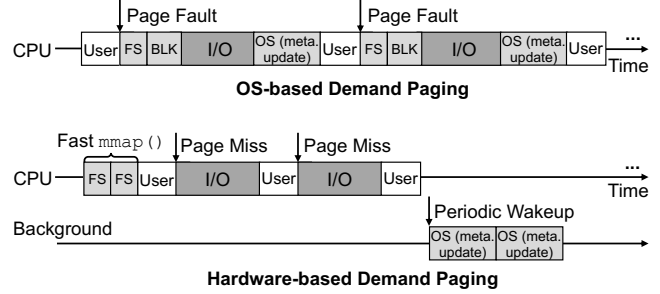 Page Fault
Page Fault
...
CPU
User
FS
BLK
I/O
OS (meta.
update)
User
FS
BLK
I/O
OS (meta.
update)
User
Time
OS-based Demand Paging
Fast mmap()
Page Miss
Page Miss
...
CPU
FS
FS
User
I/O
User
I/O
User
Time
Periodic Wakeup
Background
OS (meta.
update)
OS (meta.
update)
Hardware-based Demand Paging